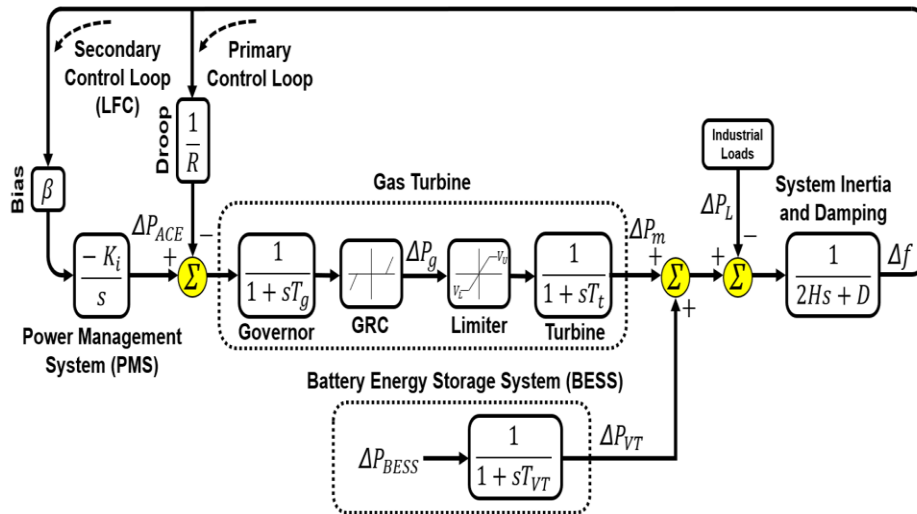 Secondary
Control Loop
(LFC)
Primary
Control Loop
Bias
β
Droop
1
R
Industrial
Loads
Gas Turbine
System Inertia
and Damping
ΔP_ACE
ΔP_L
− K_i
s
+
−
Σ
1
1 + sT_g
ΔP_g
V_U
V_L
1
1 + sT_t
ΔP_m
+
Σ
+
+
−
Σ
1
2Hs + D
Δf
Governor
GRC
Limiter
Turbine
Power Management
System (PMS)
Battery Energy Storage System (BESS)
ΔP_BESS
1
1 + sT_VT
ΔP_VT